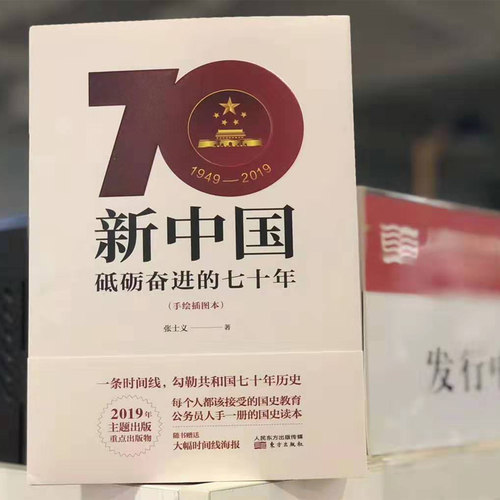 70
1949—2019
新中国
砥砺奋进的七十年
(手绘插图本)
张士义——著
一条时间线，勾勒共和国七十年历史
2019年
主题出版
重点出版物
每个人都该接受的国史教育
公务员人手一册的国史读本
随书赠送
大幅时间线海报
人民东方出版传媒
东方出版社
发行